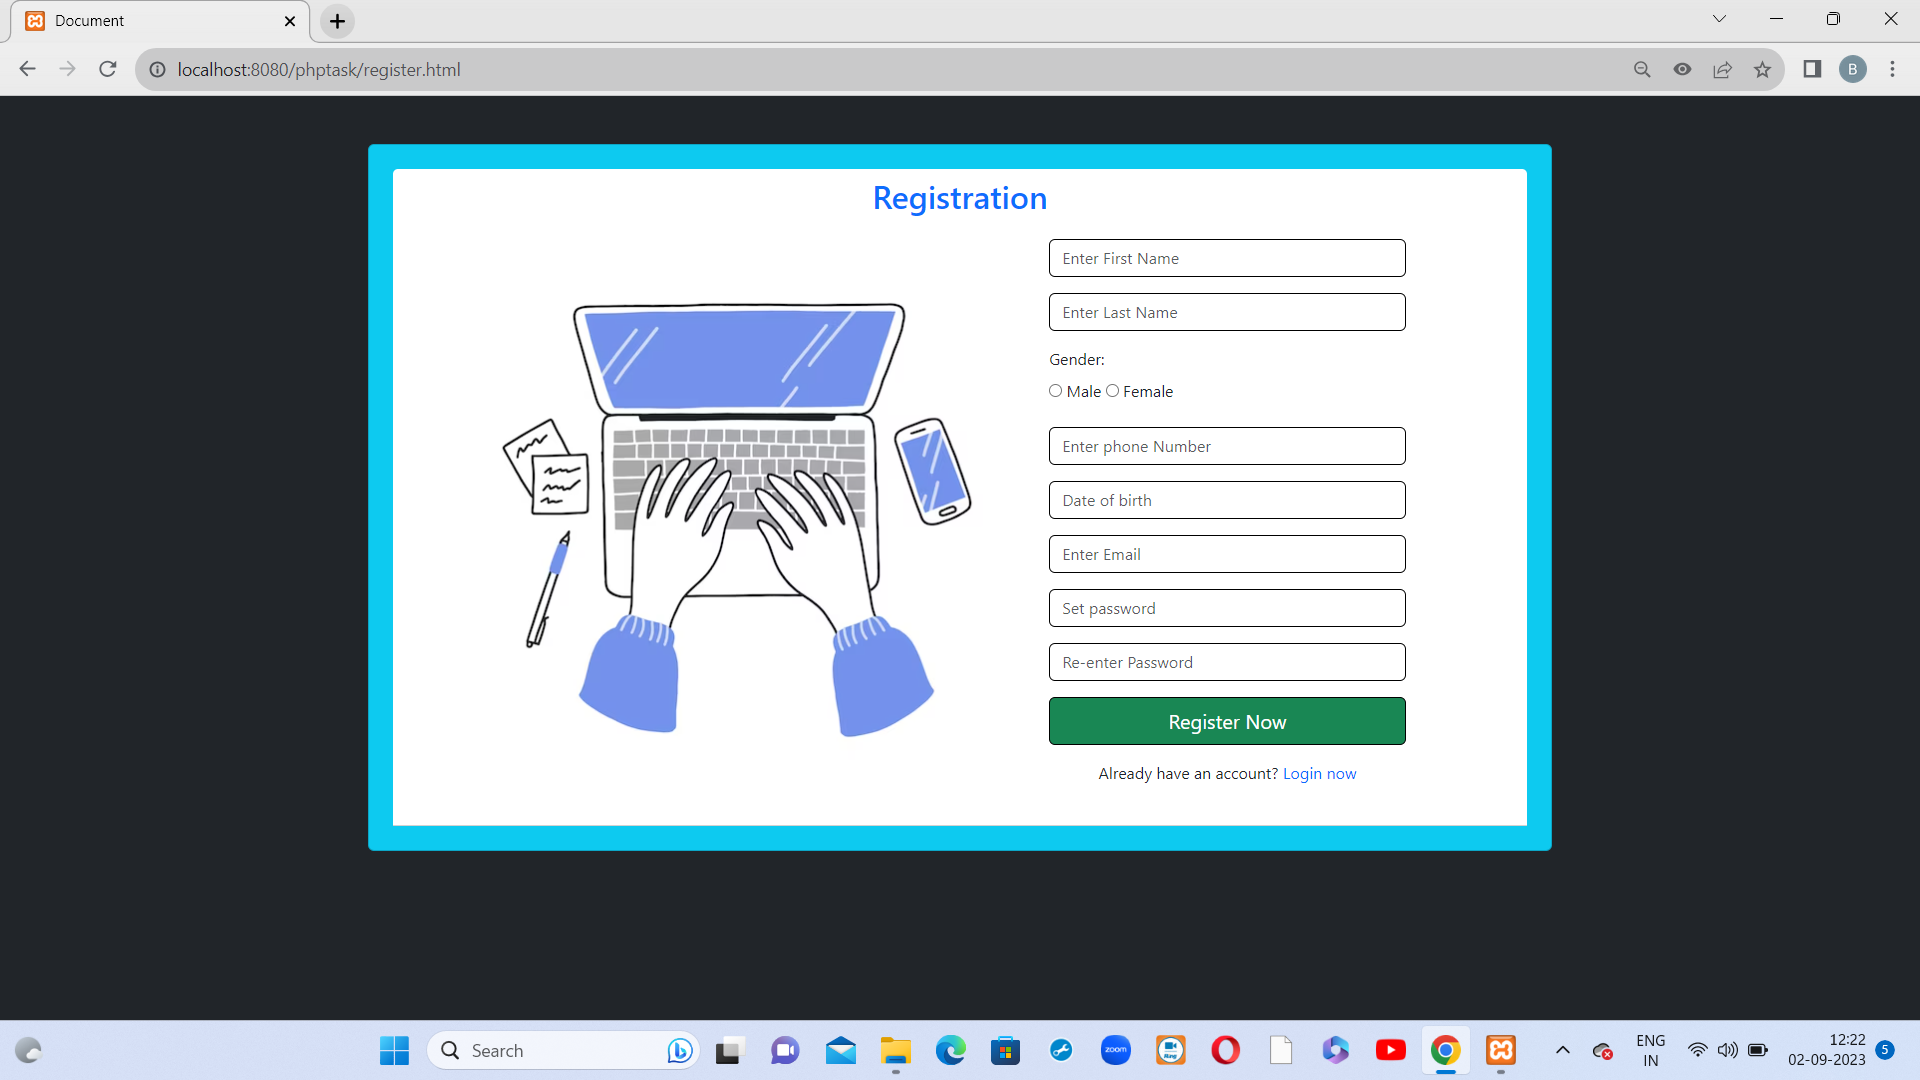 Document
localhost:8080/phptask/register.html
B
Registration
Enter First Name
Enter Last Name
Gender:
Male Female
Enter phone Number
Date of birth
Enter Email
Set password
Re-enter Password
Register Now
Already have an account? Login now
Search
zoom
ENG
IN
12:22
02-09-2023
5